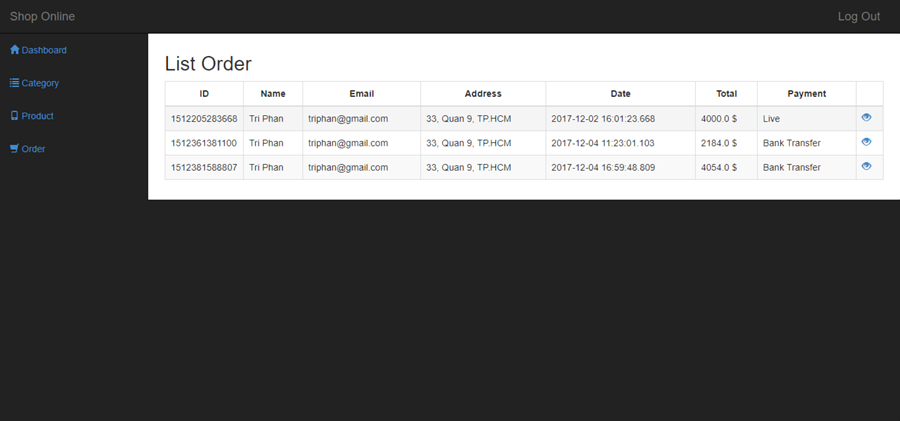 Shop Online Log Out
Dashboard
Category
Product
Order
List Order
ID Name Email Address Date Total Payment
1512205283668 Tri Phan triphan@gmail.com 33, Quan 9, TP.HCM 2017-12-02 16:01:23.668 4000.0 $ Live
1512361381100 Tri Phan triphan@gmail.com 33, Quan 9, TP.HCM 2017-12-04 11:23:01.103 2184.0 $ Bank Transfer
1512381588807 Tri Phan triphan@gmail.com 33, Quan 9, TP.HCM 2017-12-04 16:59:48.809 4054.0 $ Bank Transfer